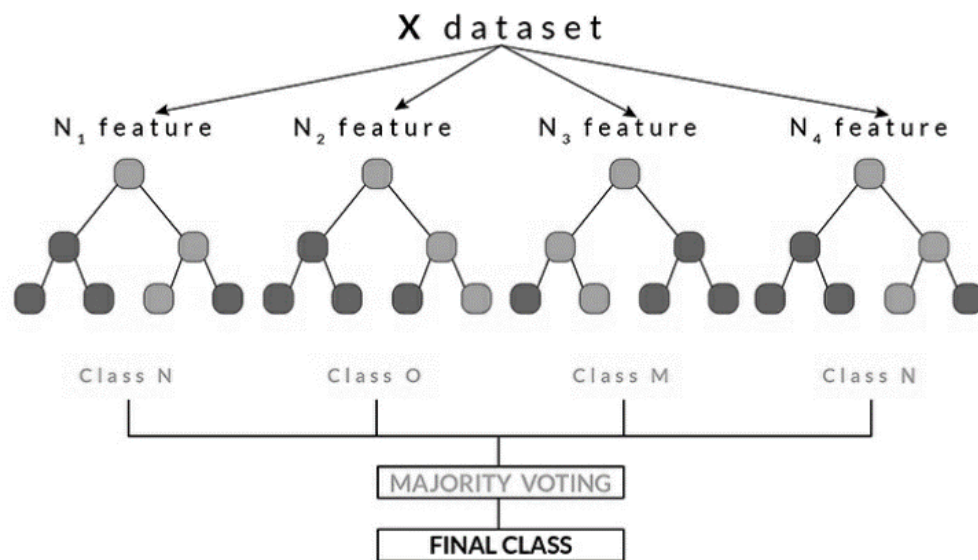 X dataset
N₁ feature N₂ feature N₃ feature N₄ feature
Class N Class O Class M Class N
MAJORITY VOTING
FINAL CLASS